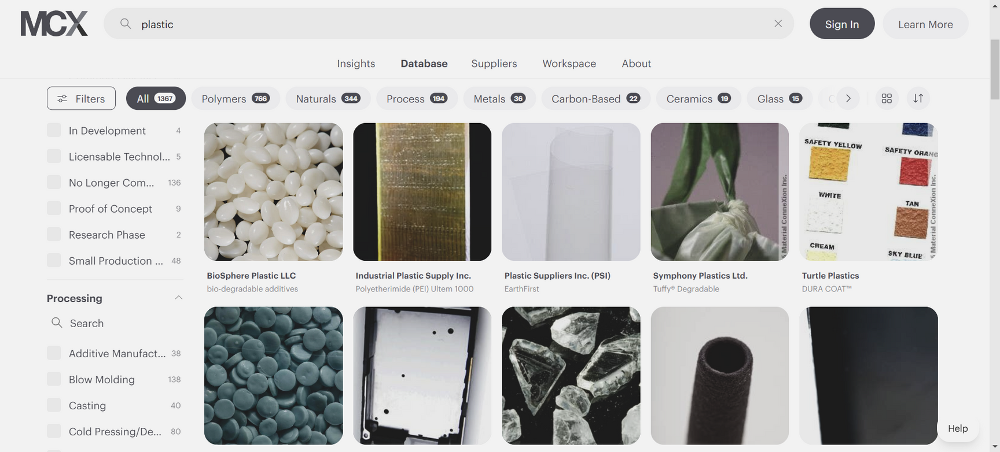 MCX
plastic
Sign In
Learn More
Insights
Database
Suppliers
Workspace
About
Filters
All 1367
Polymers 766
Naturals 344
Process 194
Metals 36
Carbon-Based 22
Ceramics 19
Glass 15
In Development 4
Licensable Technol... 5
No Longer Com... 136
Proof of Concept 9
Research Phase 2
Small Production ... 48
Processing
Search
Additive Manufact... 38
Blow Molding 138
Casting 40
Cold Pressing/De... 80
Material ConneXion Inc.
SAFETY YELLOW
SAFETY ORANG
WHITE
TAN
CREAM
SKY BLUE
Material ConneXion Inc.
BioSphere Plastic LLC
bio-degradable additives
Industrial Plastic Supply Inc.
Polyetherimide (PEI) Ultem 1000
Plastic Suppliers Inc. (PSI)
EarthFirst
Symphony Plastics Ltd.
Tuffy® Degradable
Turtle Plastics
DURA COAT™
Help